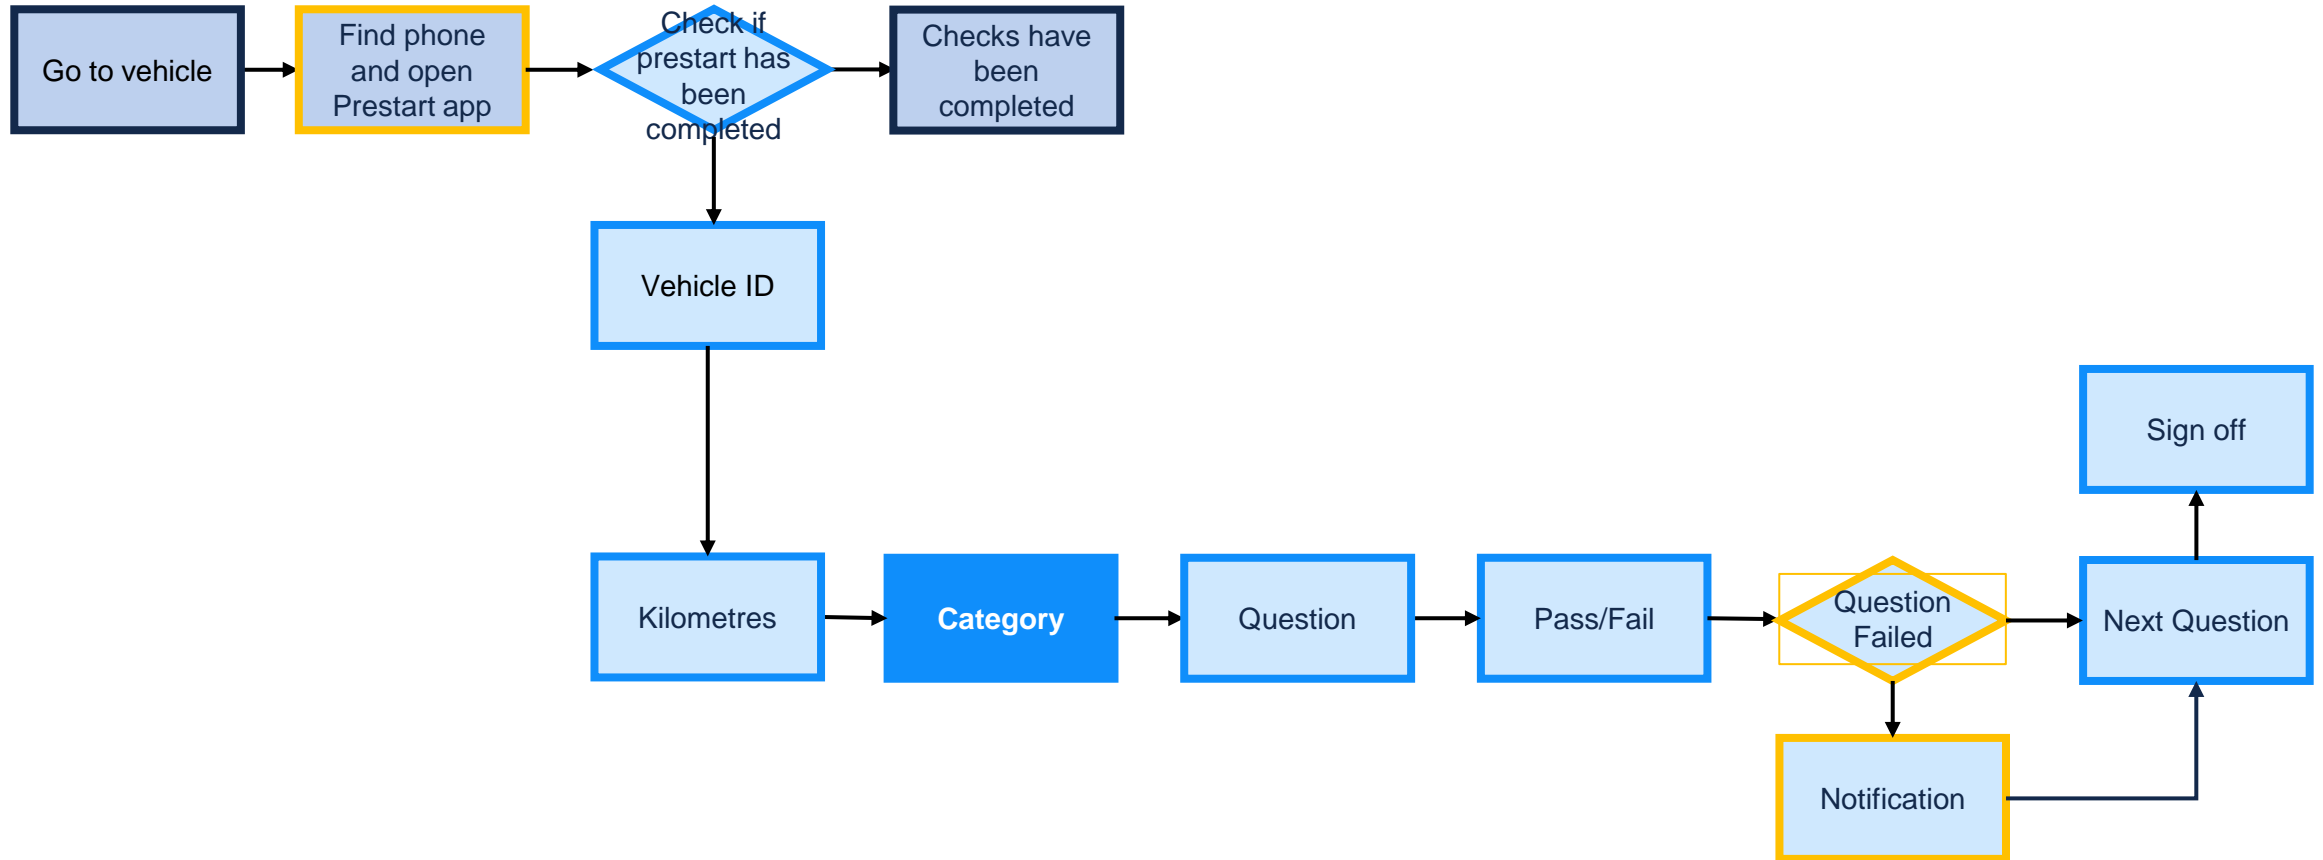 Go to vehicle
Find phone
and open
Prestart app
Check if
prestart has
been
completed
Checks have
been
completed
Vehicle ID
Sign off
Kilometres
Category
Question
Pass/Fail
Question
Failed
Next Question
Notification